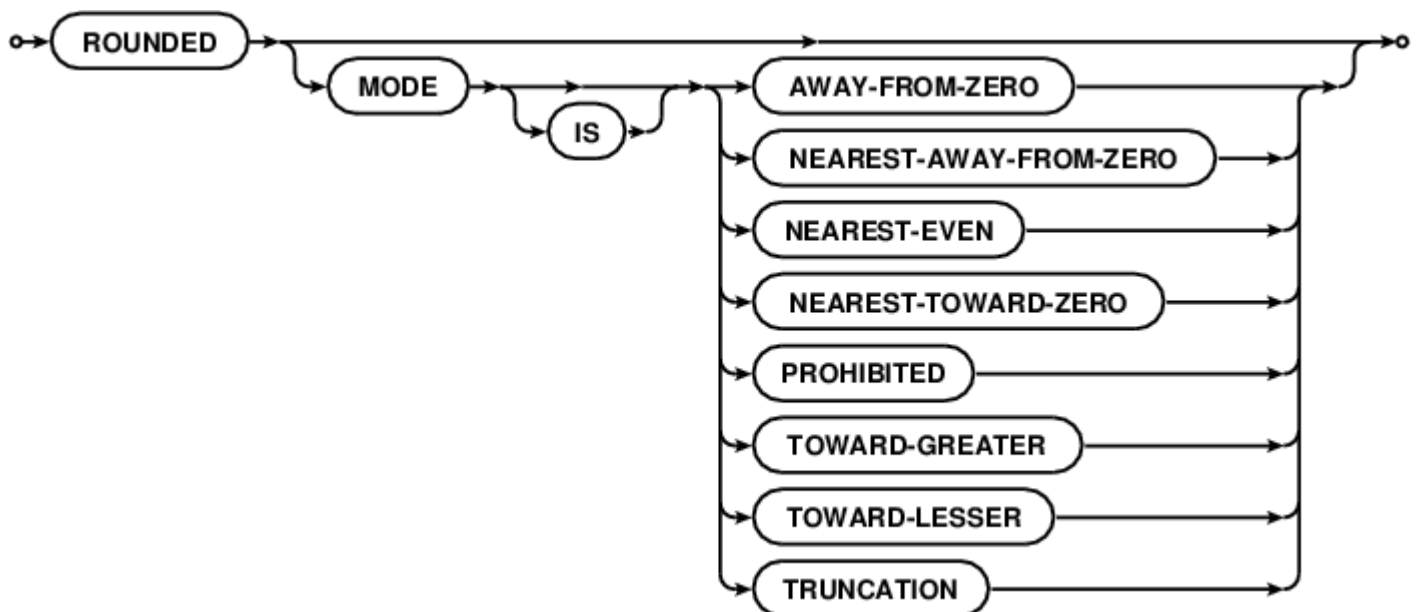 ROUNDED
MODE
IS
AWAY-FROM-ZERO
NEAREST-AWAY-FROM-ZERO
NEAREST-EVEN
NEAREST-TOWARD-ZERO
PROHIBITED
TOWARD-GREATER
TOWARD-LESSER
TRUNCATION